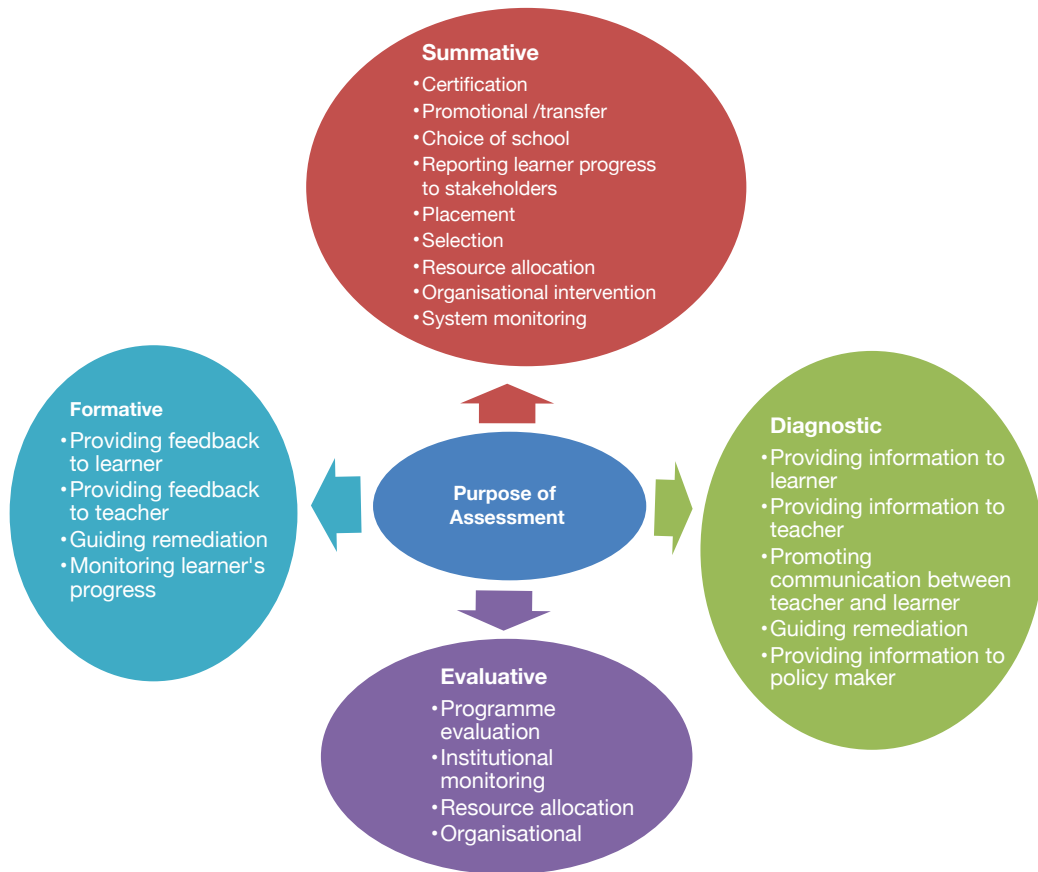 Summative
•Certification
•Promotional /transfer
•Choice of school
•Reporting learner progress
to stakeholders
•Placement
•Selection
•Resource allocation
•Organisational intervention
•System monitoring
Formative
•Providing feedback
to learner
•Providing feedback
to teacher
•Guiding remediation
•Monitoring learner's
progress
Purpose of
Assessment
Diagnostic
•Providing information to
learner
•Providing information to
teacher
•Promoting
communication between
teacher and learner
•Guiding remediation
•Providing information to
policy maker
Evaluative
•Programme
evaluation
•Institutional
monitoring
•Resource allocation
•Organisational